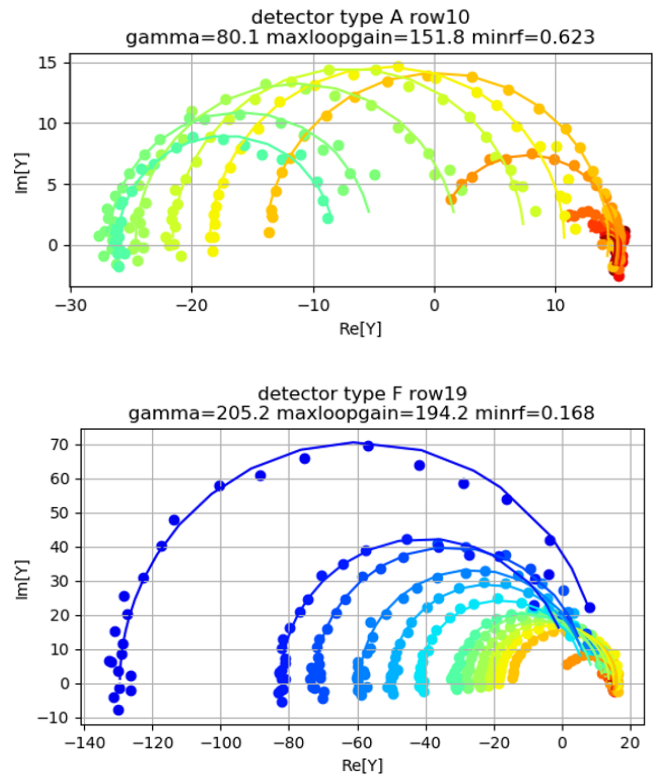 detector type A row10
gamma=80.1 maxloopgain=151.8 minrf=0.623
15
10
5
0
Im[Y]
−30 −20 −10 0 10
Re[Y]
detector type F row19
gamma=205.2 maxloopgain=194.2 minrf=0.168
70
60
50
40
30
20
10
0
−10
Im[Y]
−140 −120 −100 −80 −60 −40 −20 0 20
Re[Y]